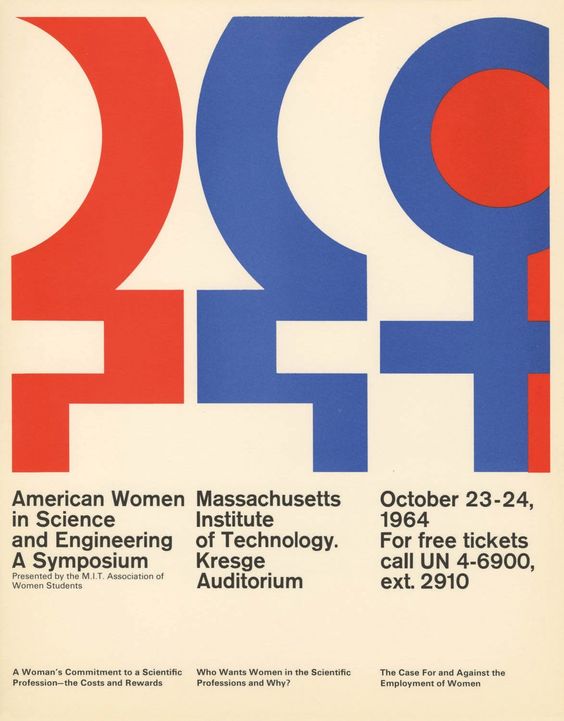 American Women
in Science
and Engineering
A Symposium
Presented by the M.I.T. Association of
Women Students
Massachusetts
Institute
of Technology.
Kresge
Auditorium
October 23-24,
1964
For free tickets
call UN 4-6900,
ext. 2910
A Woman's Commitment to a Scientific
Profession—the Costs and Rewards
Who Wants Women in the Scientific
Professions and Why?
The Case For and Against the
Employment of Women